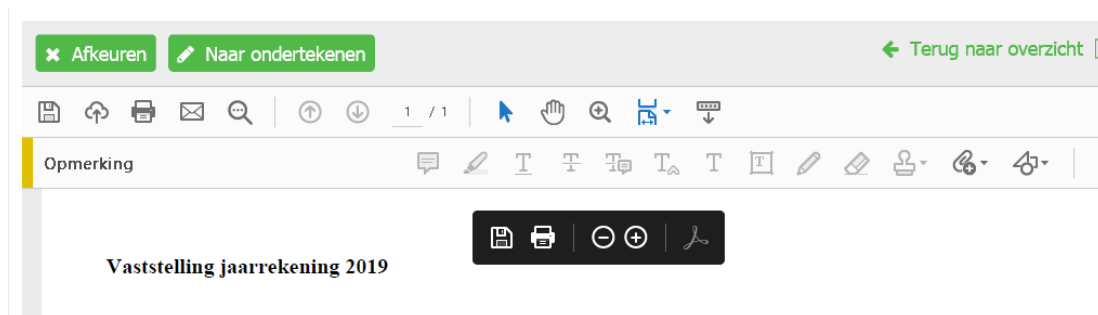 Afkeuren
Naar ondertekenen
Terug naar overzicht
1 / 1
Opmerking
Vaststelling jaarrekening 2019